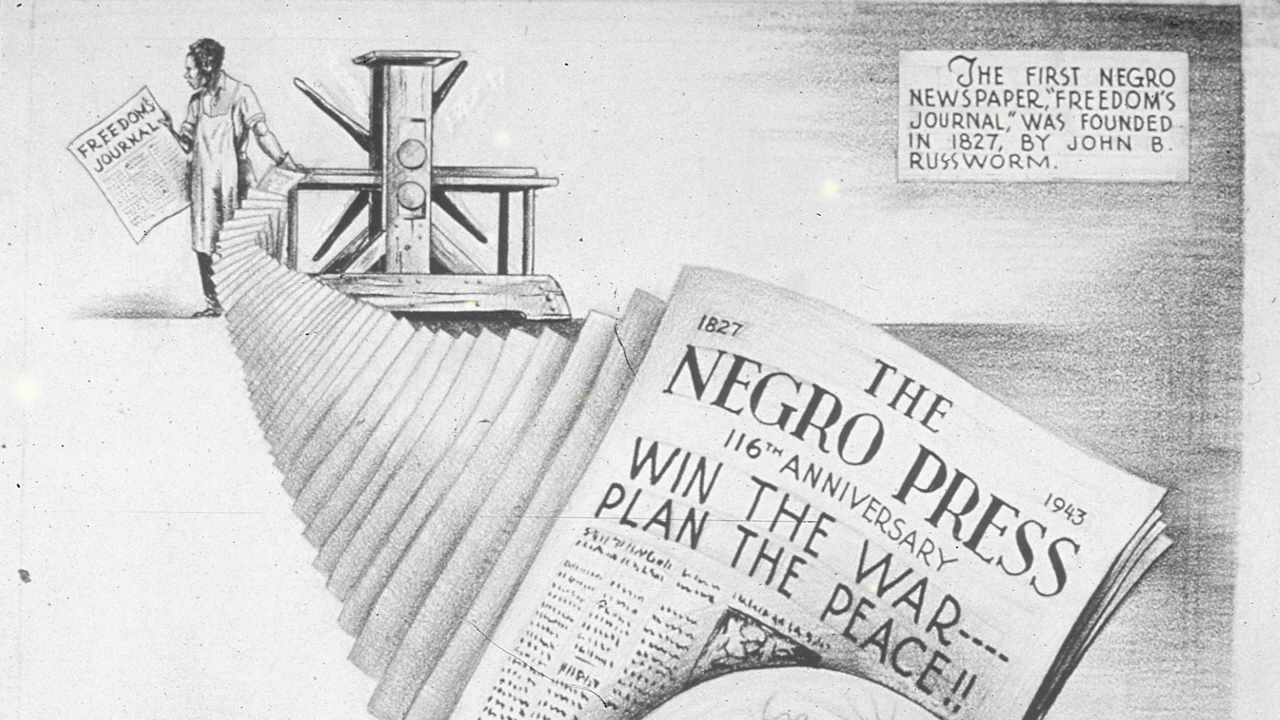 FREEDOM'S
JOURNAL
THE FIRST NEGRO
NEWSPAPER, "FREEDOM'S
JOURNAL," WAS FOUNDED
IN 1827, BY JOHN B.
RUSSWORM.
1827
THE
NEGRO PRESS
1943
116TH ANNIVERSARY
WIN THE WAR----
PLAN THE PEACE!!